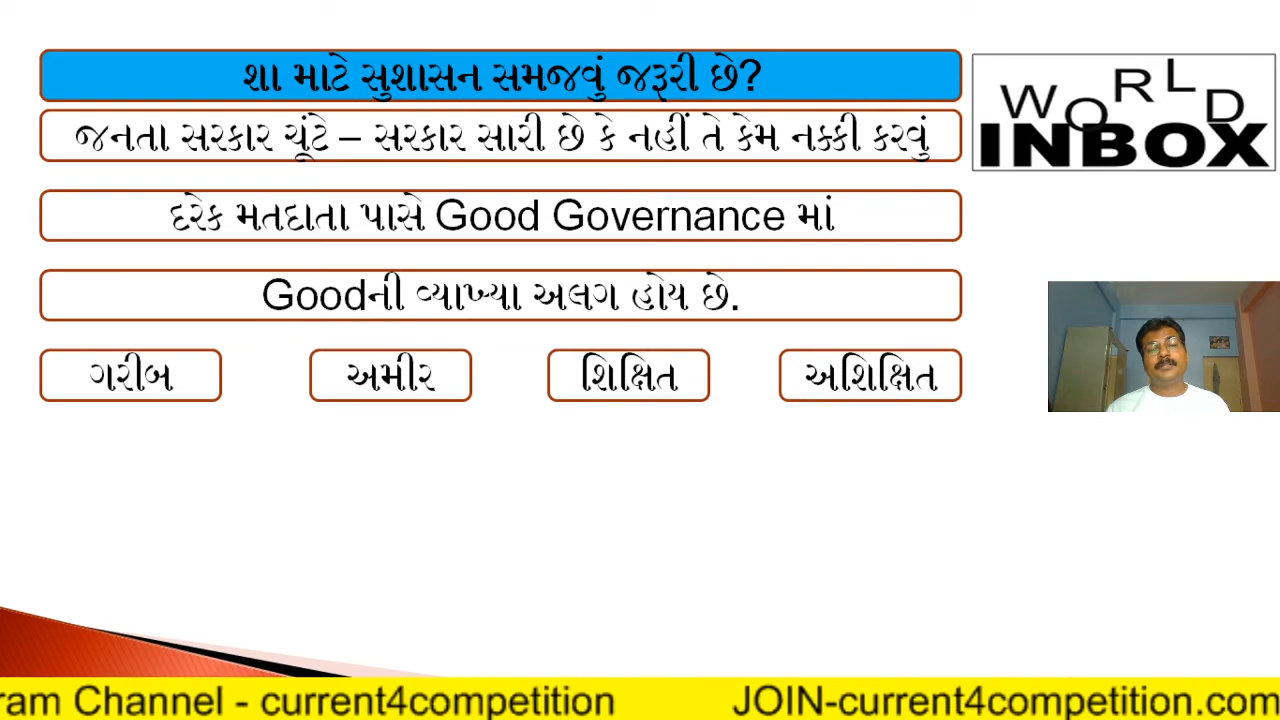 શા માટે સુશાસન સમજવું જરૂરી છે?
જનતા સરકાર ચૂંટે – સરકાર સારી છે કે નહીં તે કેમ નક્કી કરવું
દરેક મતદાતા પાસે Good Governance માં
Goodની વ્યાખ્યા અલગ હોય છે.
ગરીબ
અમીર
શિક્ષિત
અશિક્ષિત
WORLD
INBOX
ram Channel - current4competition JOIN-current4competition.com